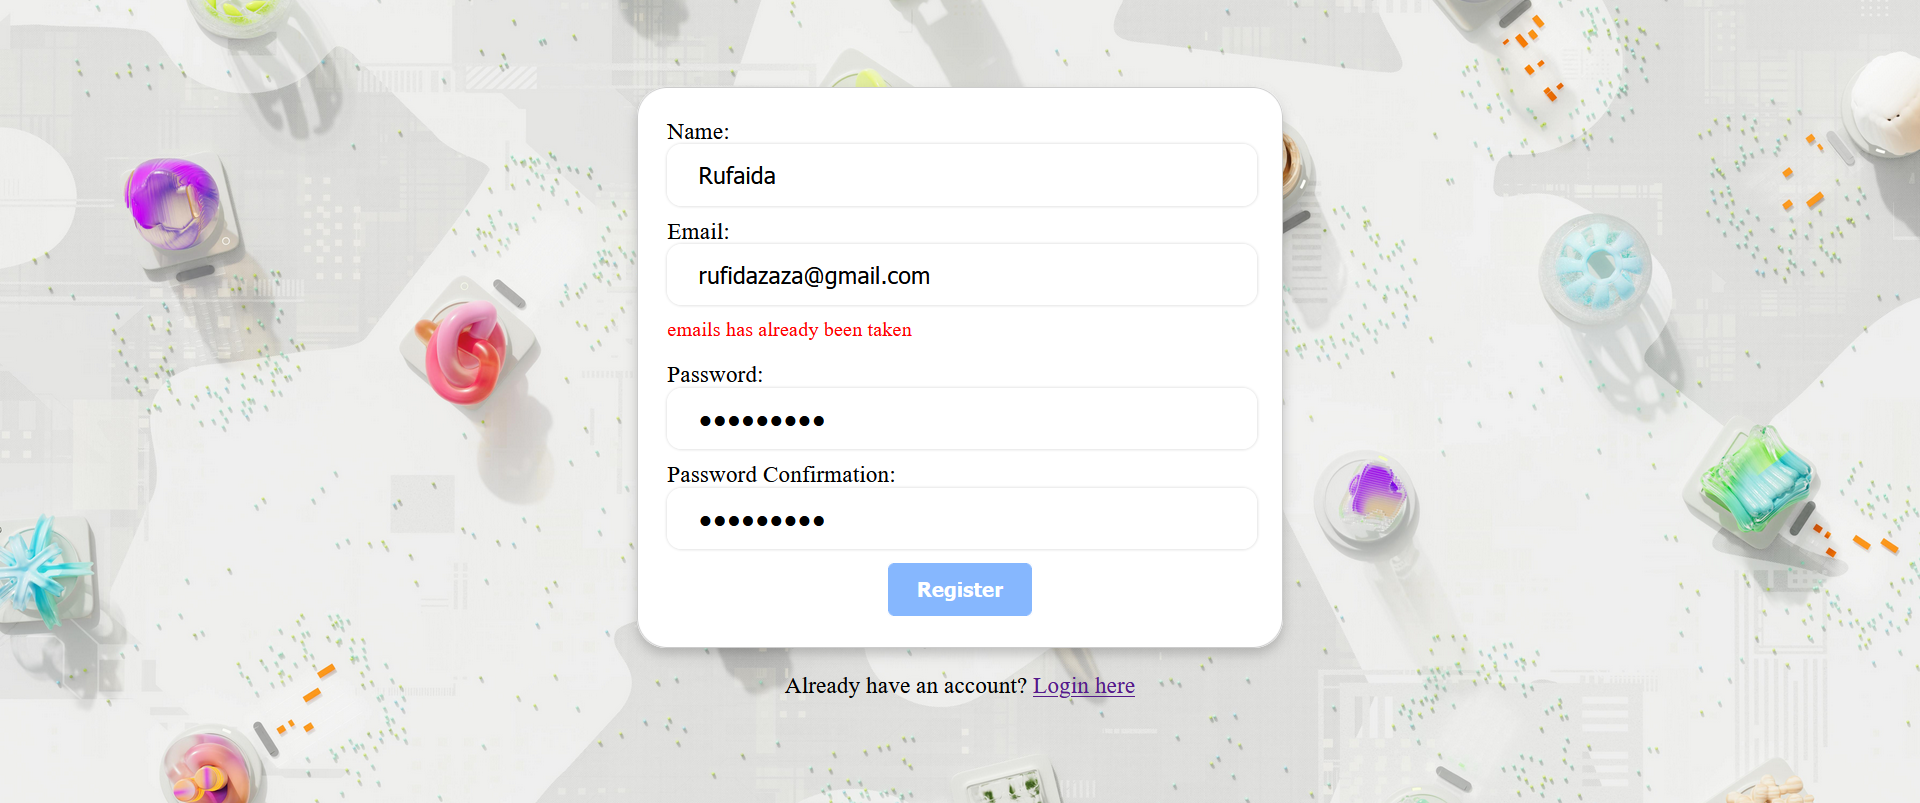 Name:
Rufaida
Email:
rufidazaza@gmail.com
emails has already been taken
Password:
●●●●●●●●●
Password Confirmation:
●●●●●●●●●
Register
Already have an account? Login here